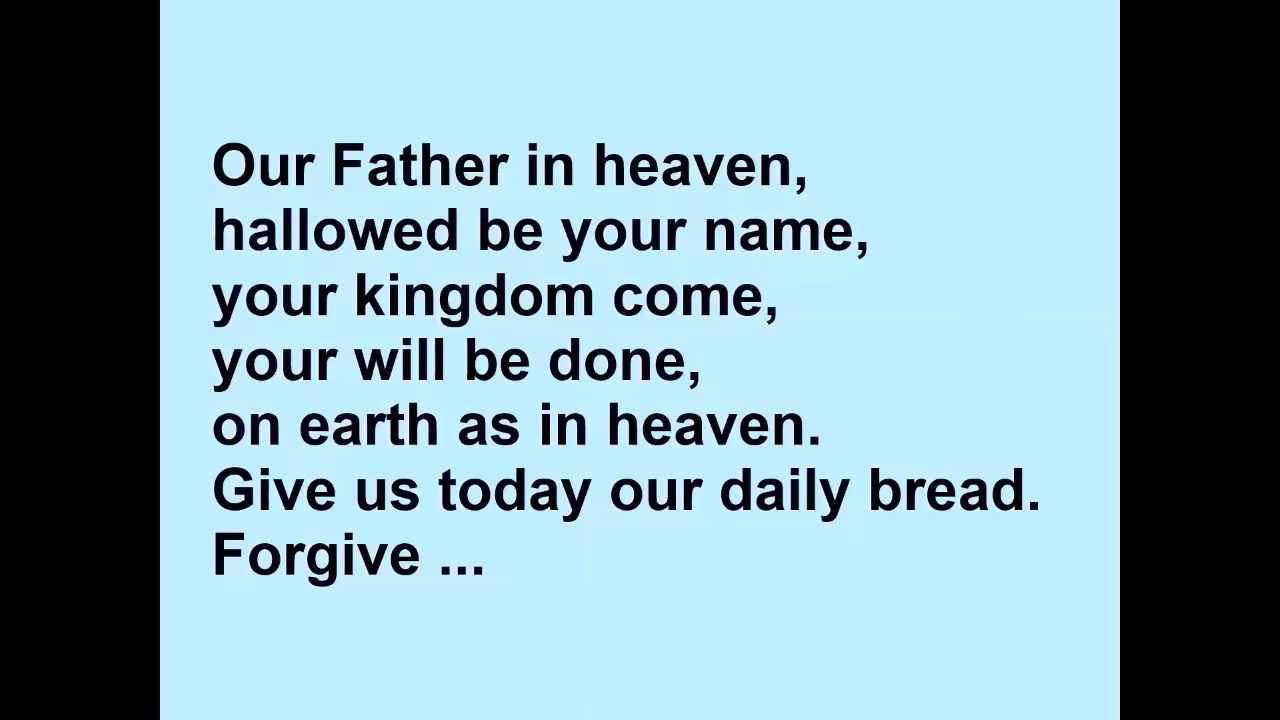 Our Father in heaven,
hallowed be your name,
your kingdom come,
your will be done,
on earth as in heaven.
Give us today our daily bread.
Forgive ...